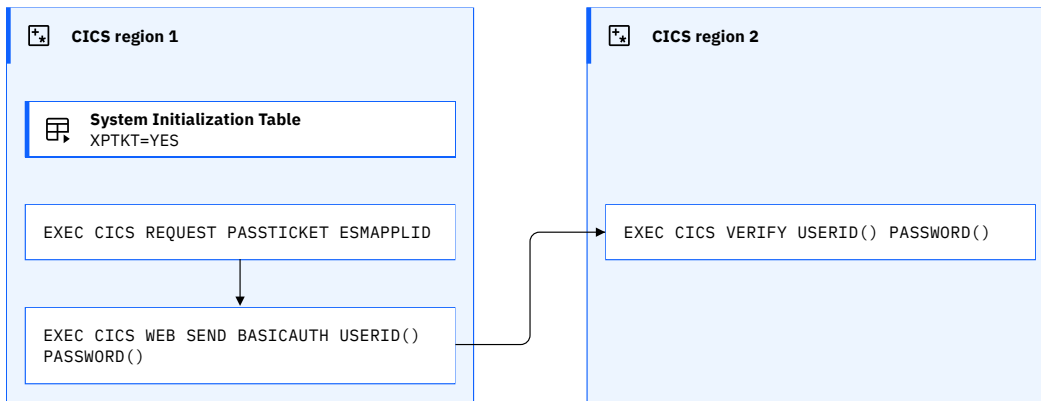 CICS region 1
System Initialization Table
XPTKT=YES
EXEC CICS REQUEST PASSTICKET ESMAPPLID
EXEC CICS WEB SEND BASICAUTH USERID()
PASSWORD()
CICS region 2
EXEC CICS VERIFY USERID() PASSWORD()